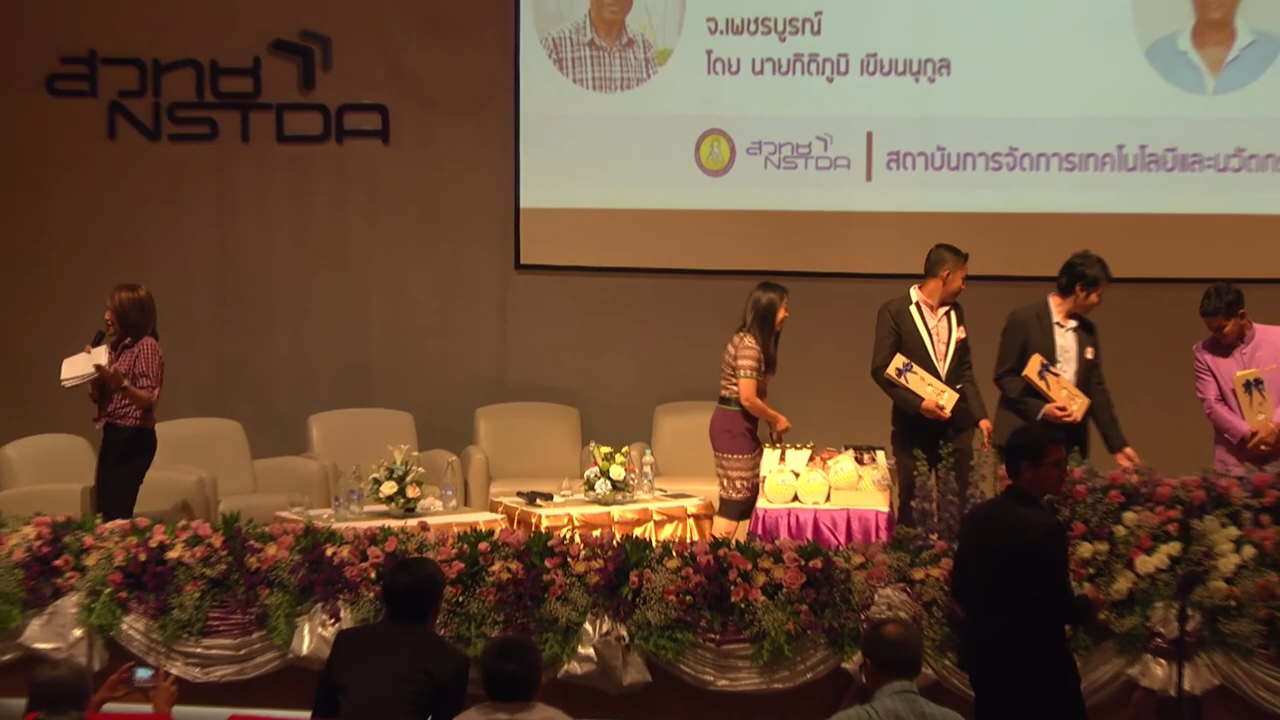 สวทช
NSTDA
จ.เพชรบูรณ์
โดย นายกิติภูมิ เขียนนุกูล
สวทช
NSTDA
สถาบันการจัดการเทคโนโลยีและนวัตก